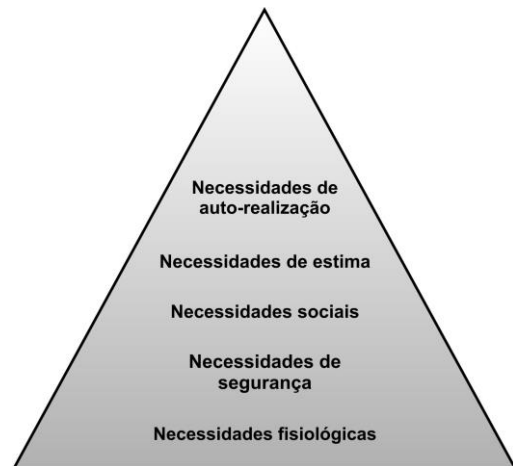 Necessidades de
auto-realização
Necessidades de estima
Necessidades sociais
Necessidades de
segurança
Necessidades fisiológicas